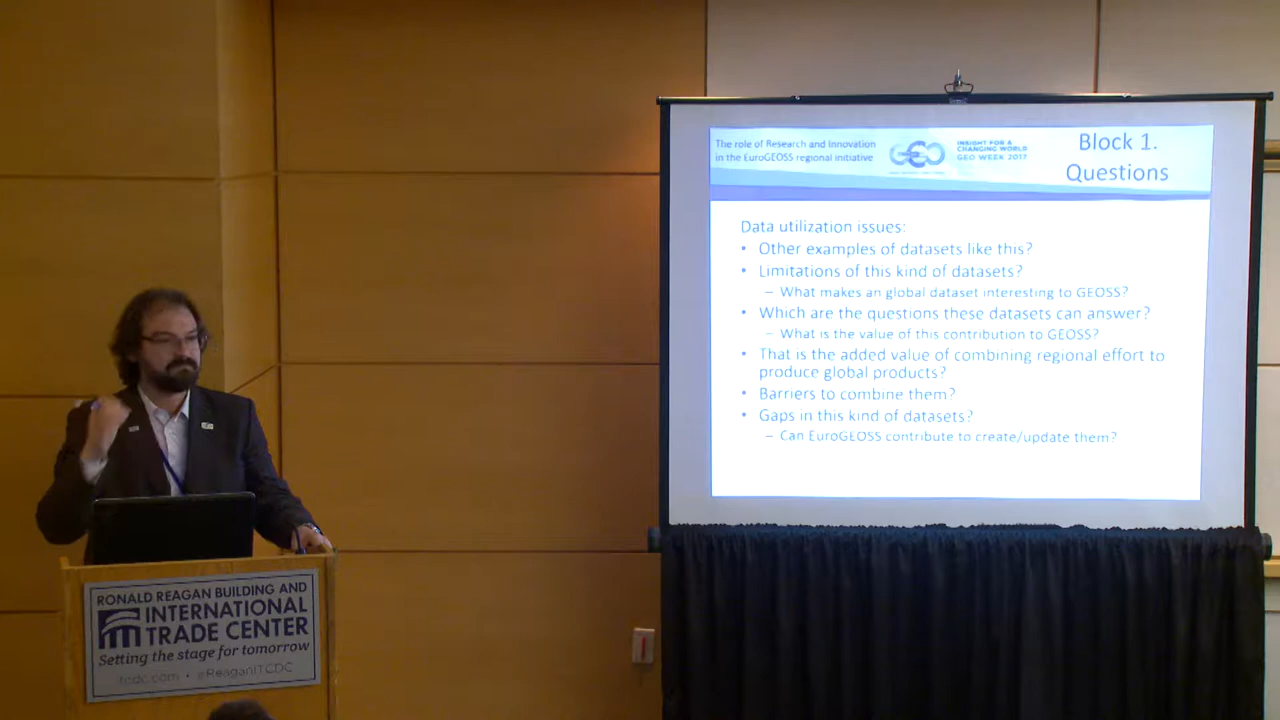 The role of Research and Innovation
in the EuroGEOSS regional initiative
GEO
INSIGHT FOR A
CHANGING WORLD
GEO WEEK 2017
Block 1.
Questions
Data utilization issues:
• Other examples of datasets like this?
• Limitations of this kind of datasets?
– What makes an global dataset interesting to GEOSS?
• Which are the questions these datasets can answer?
– What is the value of this contribution to GEOSS?
• That is the added value of combining regional effort to
produce global products?
• Barriers to combine them?
• Gaps in this kind of datasets?
– Can EuroGEOSS contribute to create/update them?
RONALD REAGAN BUILDING AND
INTERNATIONAL
TRADE CENTER
Setting the stage for tomorrow
itcdc.com • @ReaganITCDC